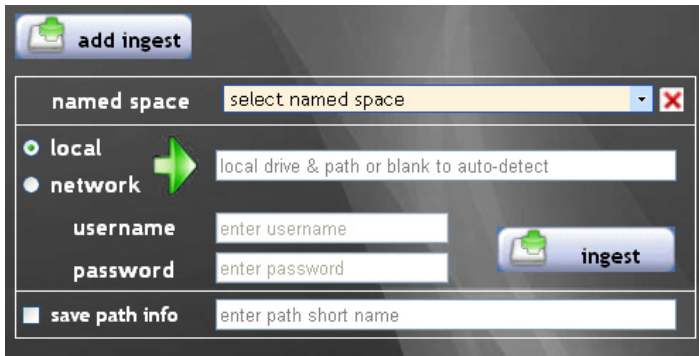 add ingest
named space select named space
local
local drive & path or blank to auto-detect
network
username enter username
password enter password
ingest
save path info enter path short name